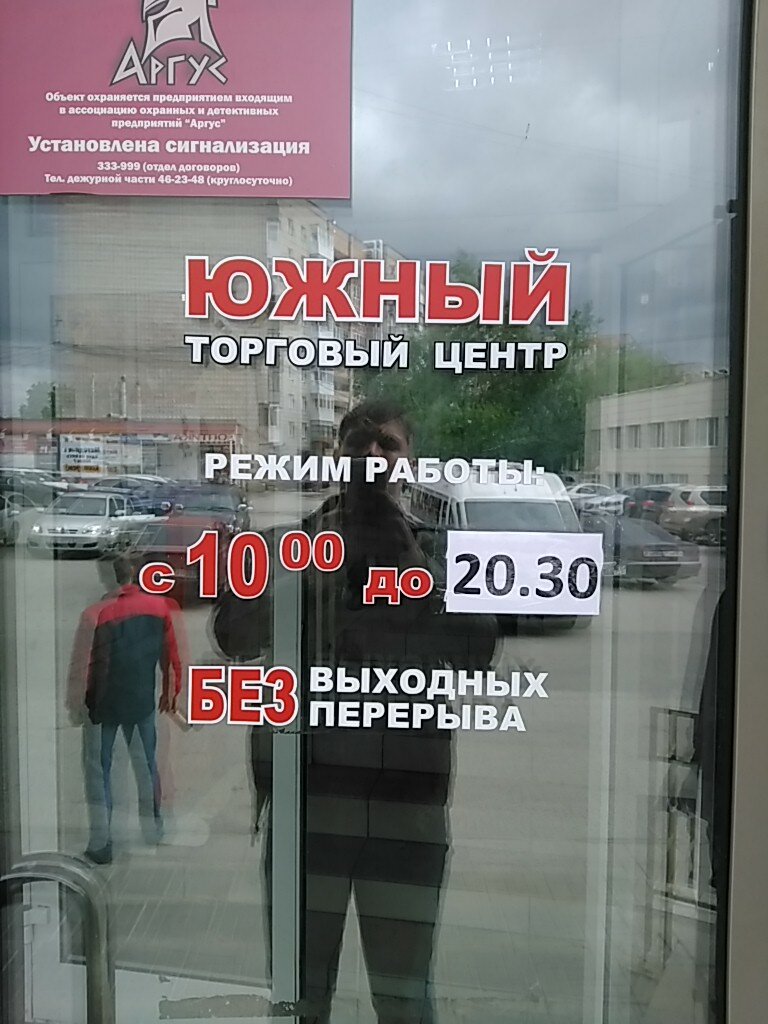 Аргус
Объект охраняется предприятием входящим
в ассоциацию охранных и детективных
предприятий "Аргус"
Установлена сигнализация
333-999 (отдел договоров)
Тел. дежурной части 46-23-48 (круглосуточно)
ЮЖНЫЙ
ТОРГОВЫЙ ЦЕНТР
РЕЖИМ РАБОТЫ:
с 10 00 до 20.30
БЕЗ ВЫХОДНЫХ
ПЕРЕРЫВА